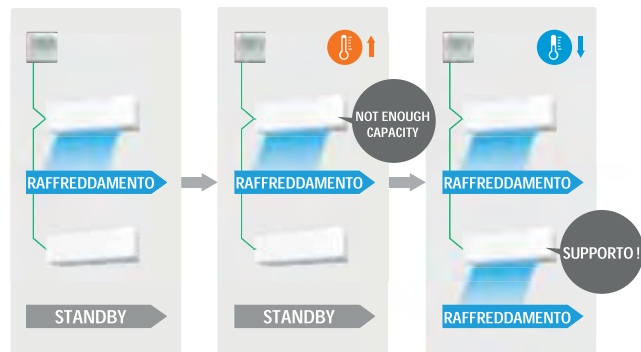 RAFFREDDAMENTO
STANDBY
NOT ENOUGH
CAPACITY
RAFFREDDAMENTO
STANDBY
RAFFREDDAMENTO
SUPPORTO !
RAFFREDDAMENTO